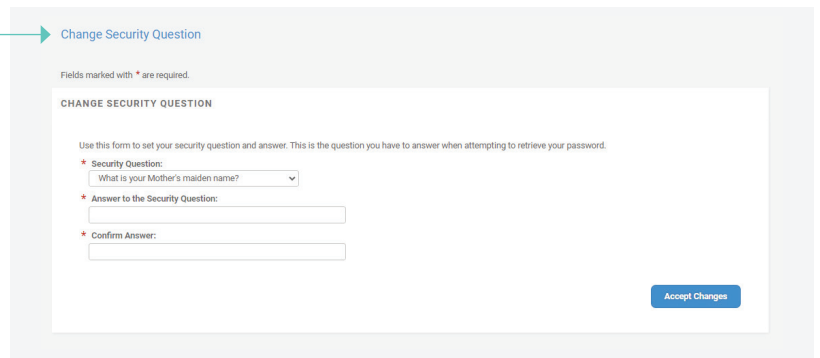 Change Security Question
Fields marked with * are required.
CHANGE SECURITY QUESTION
Use this form to set your security question and answer. This is the question you have to answer when attempting to retrieve your password.
* Security Question:
What is your Mother's maiden name?
* Answer to the Security Question:
* Confirm Answer:
Accept Changes